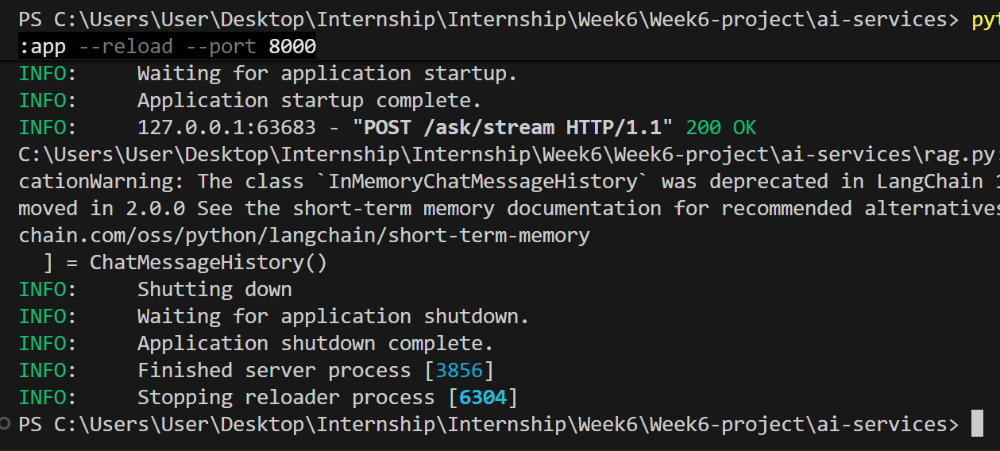 PS C:\Users\User\Desktop\Internship\Internship\Week6\Week6-project\ai-services>
:app --reload --port 8000
INFO:     Waiting for application startup.
INFO:     Application startup complete.
INFO:     127.0.0.1:63683 - "POST /ask/stream HTTP/1.1" 200 OK
C:\Users\User\Desktop\Internship\Internship\Week6\Week6-project\ai-services\rag.py
cationWarning: The class `InMemoryChatMessageHistory` was deprecated in LangChain
moved in 2.0.0 See the short-term memory documentation for recommended alternatives
chain.com/oss/python/langchain/short-term-memory
  ] = ChatMessageHistory()
INFO:     Shutting down
INFO:     Waiting for application shutdown.
INFO:     Application shutdown complete.
INFO:     Finished server process [3856]
INFO:     Stopping reloader process [6304]
PS C:\Users\User\Desktop\Internship\Internship\Week6\Week6-project\ai-services>